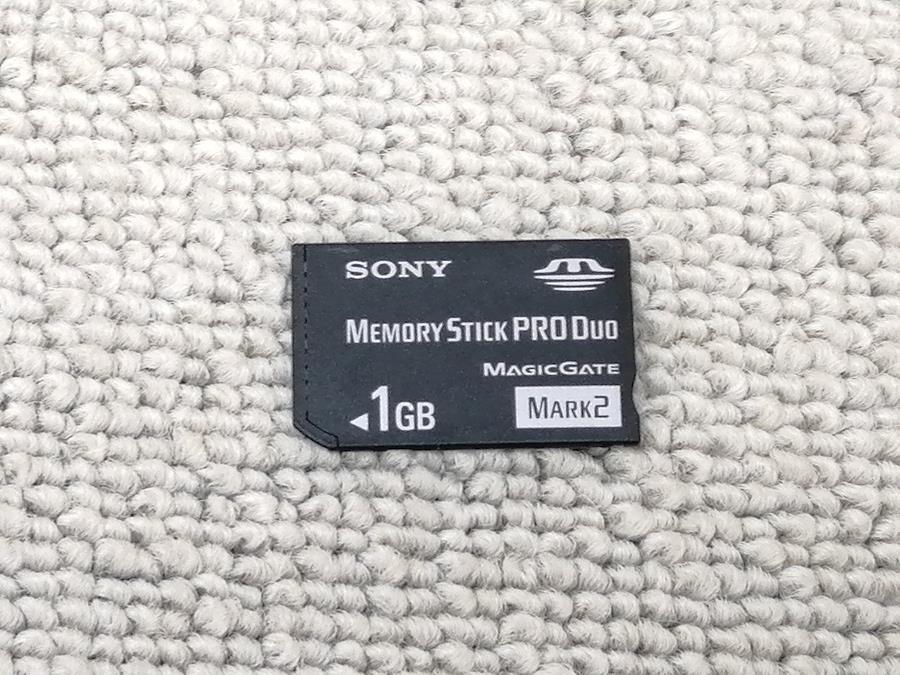 SONY
MEMORY STICK PRO DUO
MAGICGATE
◀1GB
MARK2